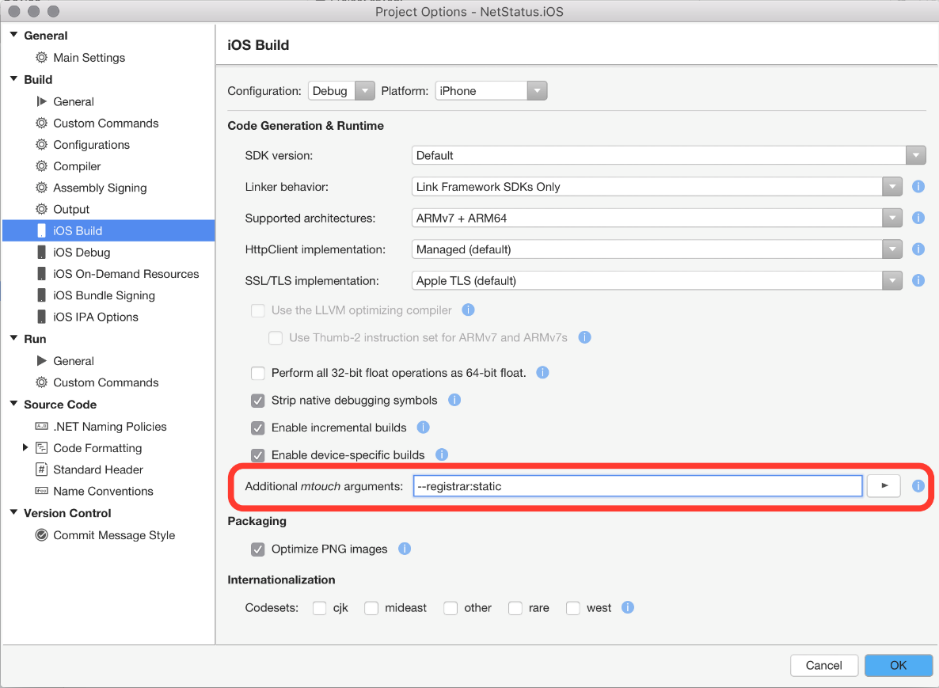 Project Options - NetStatus.iOS
General
Main Settings
Build
General
Custom Commands
Configurations
Compiler
Assembly Signing
Output
iOS Build
iOS Debug
iOS On-Demand Resources
iOS Bundle Signing
iOS IPA Options
Run
General
Custom Commands
Source Code
.NET Naming Policies
Code Formatting
Standard Header
Name Conventions
Version Control
Commit Message Style
iOS Build
Configuration: Debug Platform: iPhone
Code Generation & Runtime
SDK version: Default
Linker behavior: Link Framework SDKs Only
Supported architectures: ARMv7 + ARM64
HttpClient implementation: Managed (default)
SSL/TLS implementation: Apple TLS (default)
Use the LLVM optimizing compiler
Use Thumb-2 instruction set for ARMv7 and ARMv7s
Perform all 32-bit float operations as 64-bit float.
Strip native debugging symbols
Enable incremental builds
Enable device-specific builds
Additional mtouch arguments: --registrar:static
Packaging
Optimize PNG images
Internationalization
Codesets: cjk mideast other rare west
Cancel OK